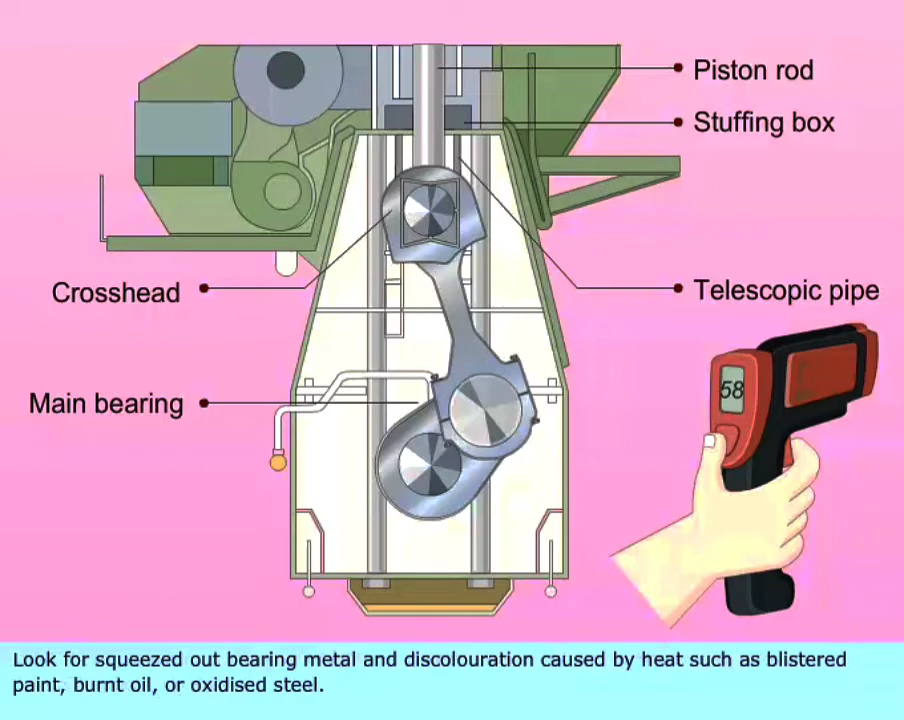 Piston rod
Stuffing box
Crosshead
Telescopic pipe
58
Main bearing
Look for squeezed out bearing metal and discolouration caused by heat such as blistered
paint, burnt oil, or oxidised steel.